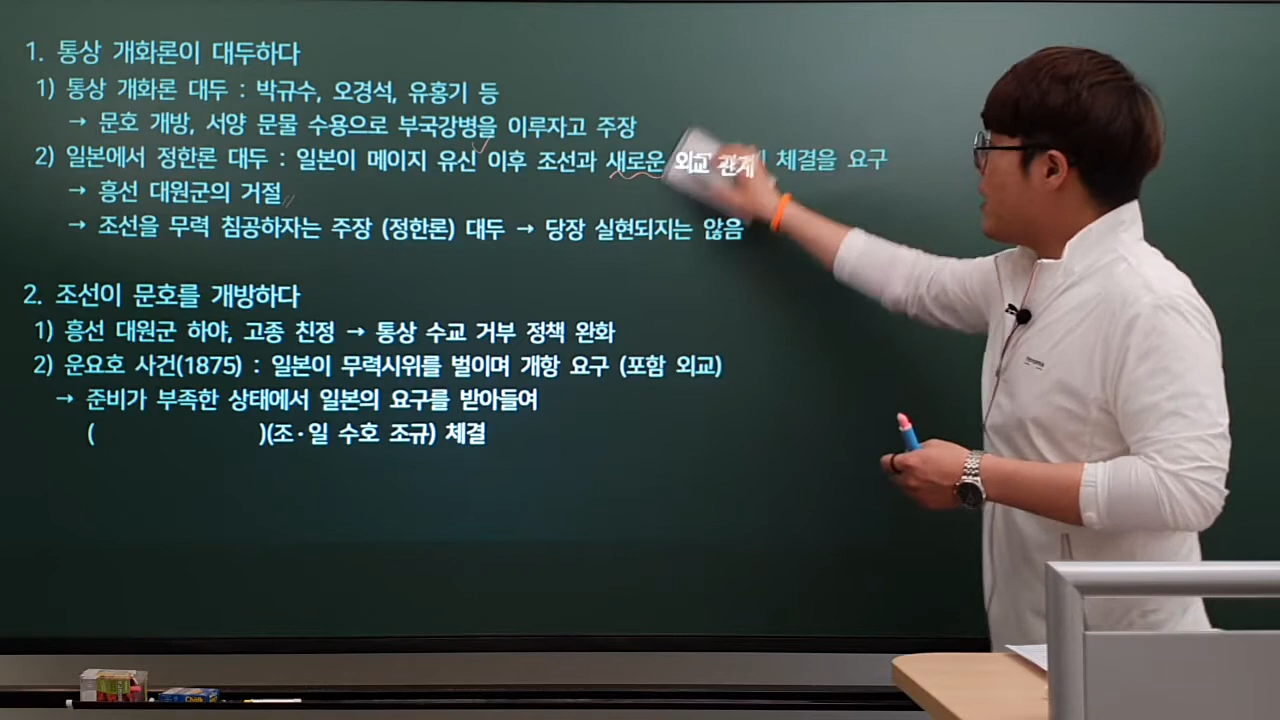 1. 통상 개화론이 대두하다
1) 통상 개화론 대두 : 박규수, 오경석, 유홍기 등
→ 문호 개방, 서양 문물 수용으로 부국강병을 이루자고 주장
2) 일본에서 정한론 대두 : 일본이 메이지 유신 이후 조선과 새로운 외교 관계 체결을 요구
→ 흥선 대원군의 거절
→ 조선을 무력 침공하자는 주장 (정한론) 대두 → 당장 실현되지는 않음
2. 조선이 문호를 개방하다
1) 흥선 대원군 하야, 고종 친정 → 통상 수교 거부 정책 완화
2) 운요호 사건(1875) : 일본이 무력시위를 벌이며 개항 요구 (포함 외교)
→ 준비가 부족한 상태에서 일본의 요구를 받아들여
( )(조·일 수호 조규) 체결